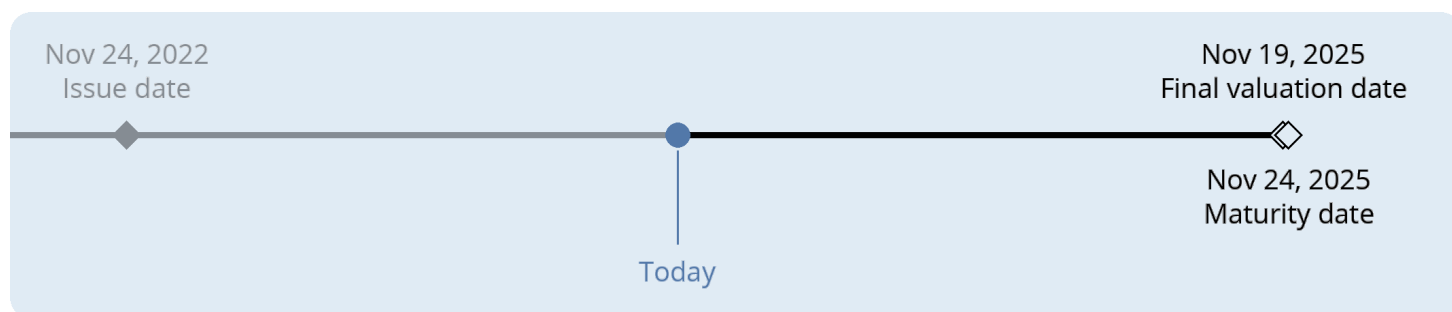 Nov 24, 2022
Issue date
Nov 19, 2025
Final valuation date
Nov 24, 2025
Maturity date
Today